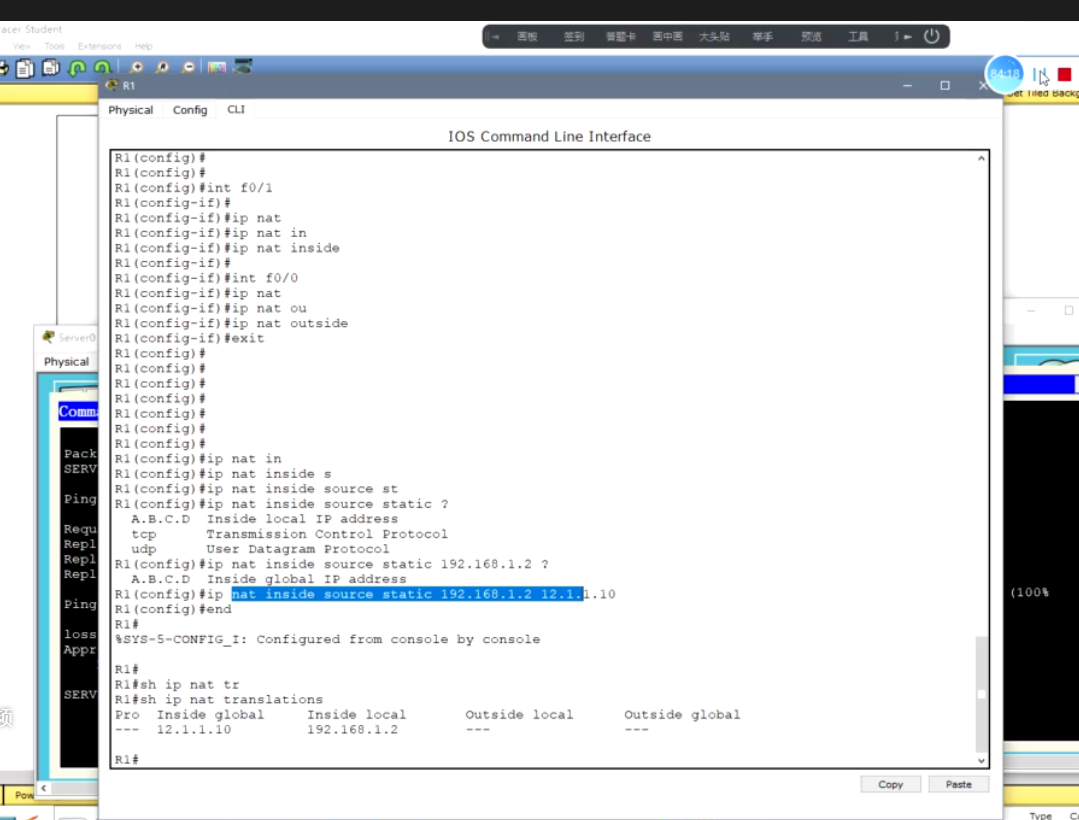 acer Student
View Tools Extensions Help
画板 签到 答题卡 画中画 大头贴 举手 预览 工具
84:18
R1
Set Tiled Backg
Physical Config CLI
IOS Command Line Interface
R1(config)#
R1(config)#
R1(config)#int f0/1
R1(config-if)#
R1(config-if)#ip nat
R1(config-if)#ip nat in
R1(config-if)#ip nat inside
R1(config-if)#
R1(config-if)#int f0/0
R1(config-if)#ip nat
R1(config-if)#ip nat ou
R1(config-if)#ip nat outside
R1(config-if)#exit
R1(config)#
R1(config)#
R1(config)#
R1(config)#
R1(config)#
R1(config)#
R1(config)#
R1(config)#ip nat in
R1(config)#ip nat inside s
R1(config)#ip nat inside source st
R1(config)#ip nat inside source static ?
A.B.C.D Inside local IP address
tcp Transmission Control Protocol
udp User Datagram Protocol
R1(config)#ip nat inside source static 192.168.1.2 ?
A.B.C.D Inside global IP address
R1(config)#ip nat inside source static 192.168.1.2 12.1.1.10
R1(config)#end
R1#
%SYS-5-CONFIG_I: Configured from console by console
R1#
R1#sh ip nat tr
R1#sh ip nat translations
Pro Inside global Inside local Outside local Outside global
--- 12.1.1.10 192.168.1.2 --- ---
R1#
Copy Paste
Server0
Physical
Comma
Pack
SERV
Ping
Requ
Repl
Repl
Repl
Ping
loss
Appr
SERV
(100%
Pow
Type